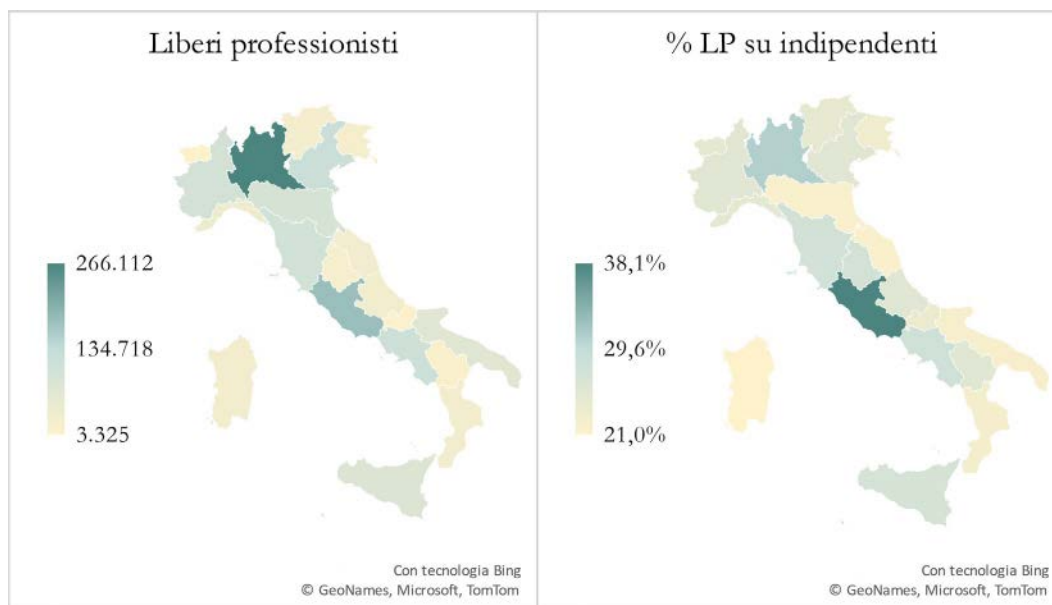 Liberi professionisti
266.112
134.718
3.325
Con tecnologia Bing
© GeoNames, Microsoft, TomTom
% LP su indipendenti
38,1%
29,6%
21,0%
Con tecnologia Bing
© GeoNames, Microsoft, TomTom